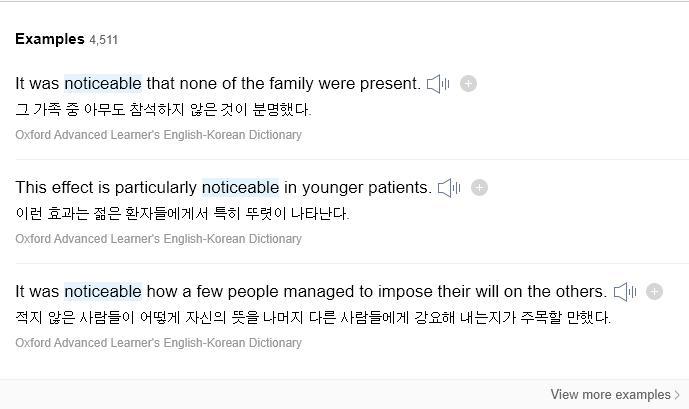 Examples 4,511
It was noticeable that none of the family were present.
그 가족 중 아무도 참석하지 않은 것이 분명했다.
Oxford Advanced Learner's English-Korean Dictionary
This effect is particularly noticeable in younger patients.
이런 효과는 젊은 환자들에게서 특히 뚜렷이 나타난다.
Oxford Advanced Learner's English-Korean Dictionary
It was noticeable how a few people managed to impose their will on the others.
적지 않은 사람들이 어떻게 자신의 뜻을 나머지 다른 사람들에게 강요해 내는지가 주목할 만했다.
Oxford Advanced Learner's English-Korean Dictionary
View more examples